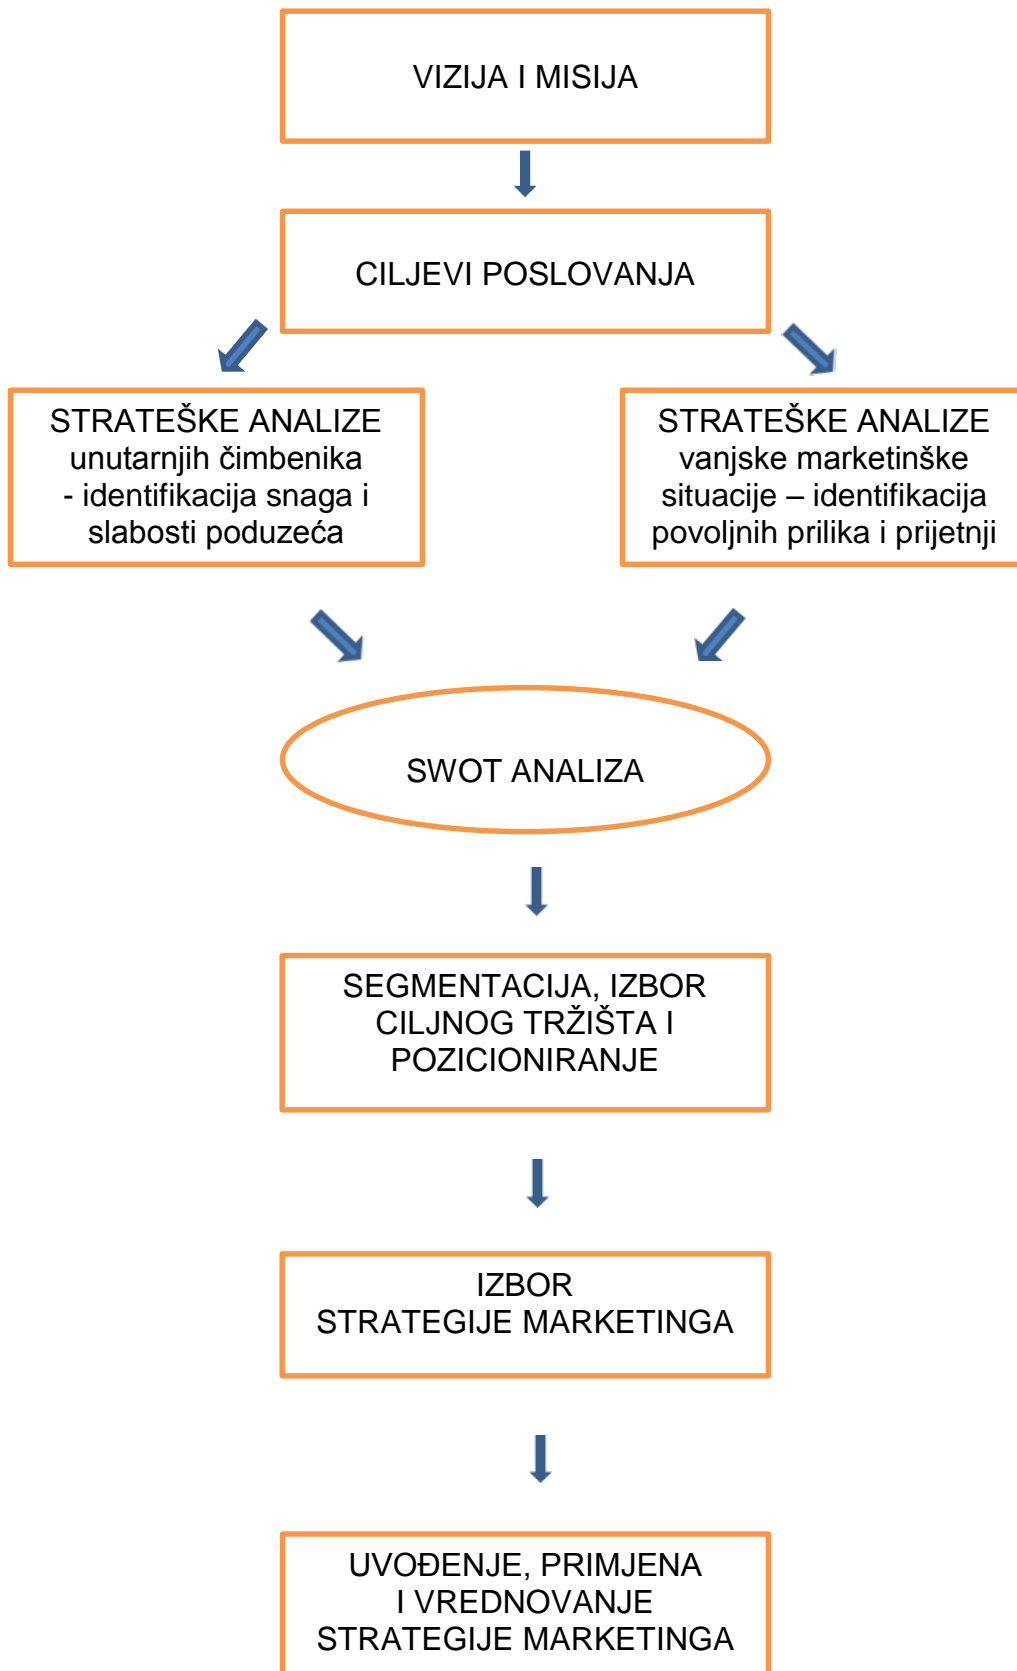 VIZIJA I MISIJA
CILJEVI POSLOVANJA
STRATEŠKE ANALIZE
unutarnjih čimbenika
- identifikacija snaga i
slabosti poduzeća
STRATEŠKE ANALIZE
vanjske marketinške
situacije – identifikacija
povoljnih prilika i prijetnji
SWOT ANALIZA
SEGMENTACIJA, IZBOR
CILJNOG TRŽIŠTA I
POZICIONIRANJE
IZBOR
STRATEGIJE MARKETINGA
UVOĐENJE, PRIMJENA
I VREDNOVANJE
STRATEGIJE MARKETINGA